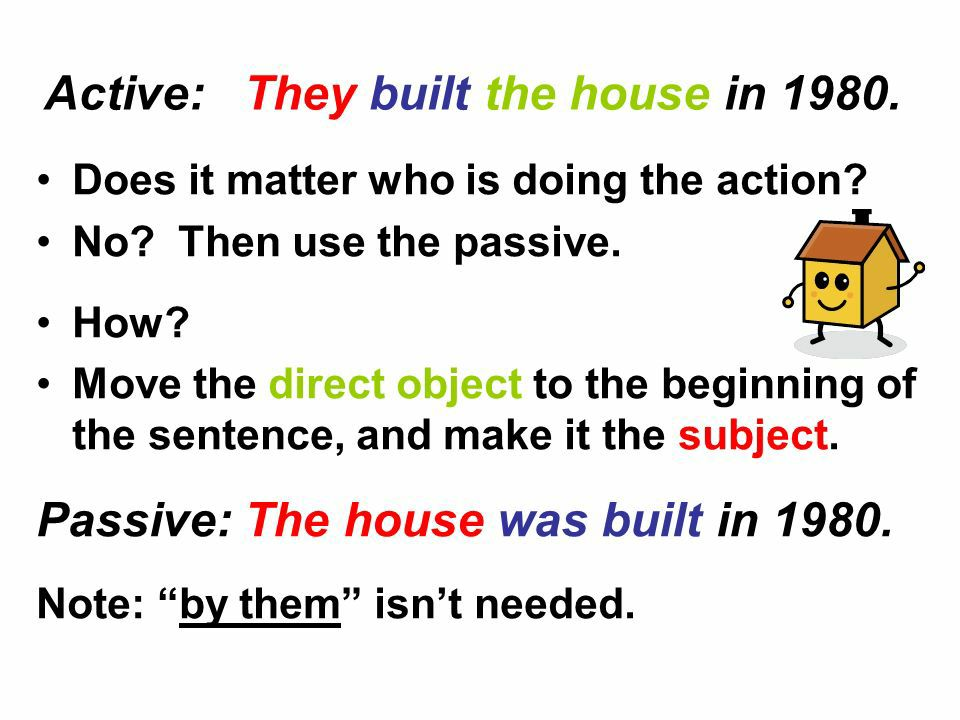 Active: They built the house in 1980.
• Does it matter who is doing the action?
• No? Then use the passive.
• How?
• Move the direct object to the beginning of
the sentence, and make it the subject.
Passive: The house was built in 1980.
Note: “by them” isn’t needed.